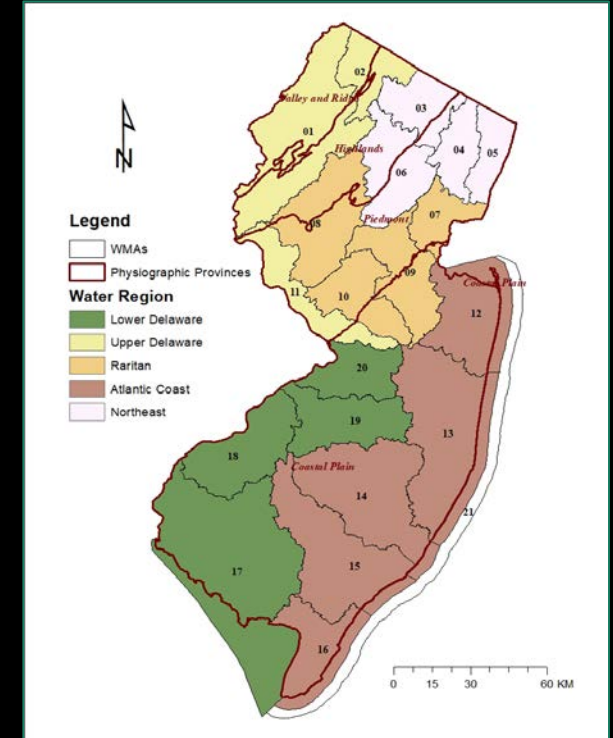 02
Valley and Ridge
03
01
04
05
Highlands
06
Piedmont
07
08
09
Coastal Plain
11
10
12
N
Legend
WMAs
Physiographic Provinces
Water Region
Lower Delaware
Upper Delaware
Raritan
Atlantic Coast
Northeast
20
19
13
18
Coastal Plain
14
21
17
15
16
0 15 30 60 KM